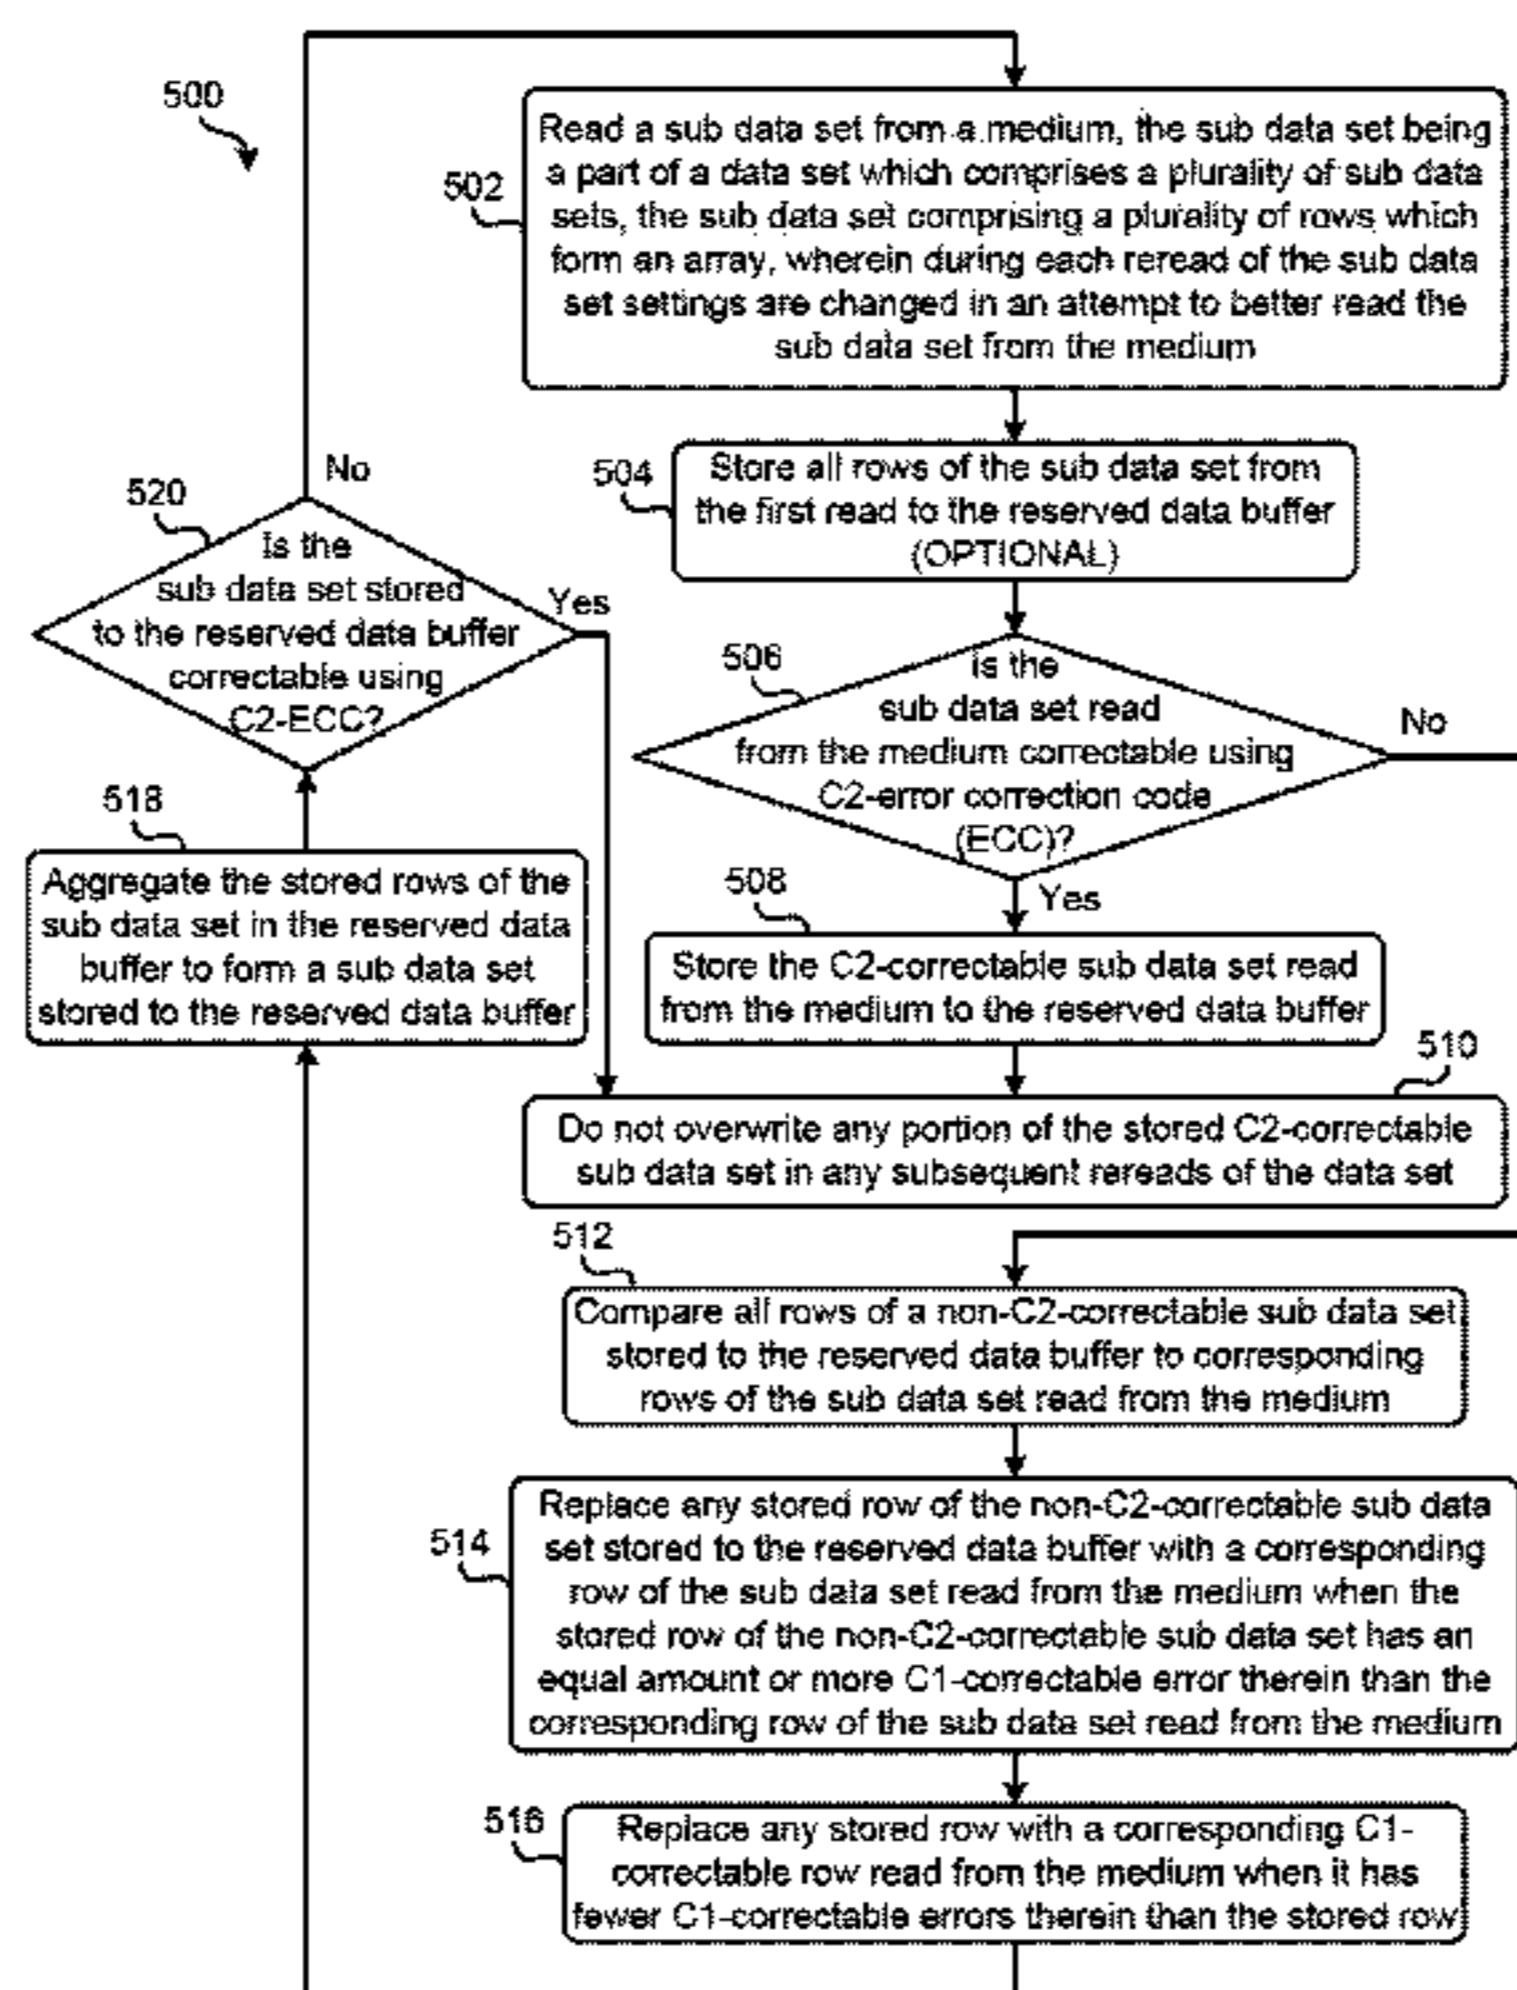 500
502
Read a sub data set from a medium, the sub data set being
a part of a data set which comprises a plurality of sub data
sets, the sub data set comprising a plurality of rows which
form an array, wherein during each reread of the sub data
set settings are changed in an attempt to better read the
sub data set from the medium
504
Store all rows of the sub data set from
the first read to the reserved data buffer
(OPTIONAL)
506
Is the
sub data set read
from the medium correctable using
C2-error correction code
(ECC)?
No
Yes
508
Store the C2-correctable sub data set read
from the medium to the reserved data buffer
510
Do not overwrite any portion of the stored C2-correctable
sub data set in any subsequent rereads of the data set
512
Compare all rows of a non-C2-correctable sub data set
stored to the reserved data buffer to corresponding
rows of the sub data set read from the medium
514
Replace any stored row of the non-C2-correctable sub data
set stored to the reserved data buffer with a corresponding
row of the sub data set read from the medium when the
stored row of the non-C2-correctable sub data set has an
equal amount or more C1-correctable error therein than the
corresponding row of the sub data set read from the medium
516
Replace any stored row with a corresponding C1-
correctable row read from the medium when it has
fewer C1-correctable errors therein than the stored row
518
Aggregate the stored rows of the
sub data set in the reserved data
buffer to form a sub data set
stored to the reserved data buffer
520
Is the
sub data set stored
to the reserved data buffer
correctable using
C2-ECC?
No
Yes